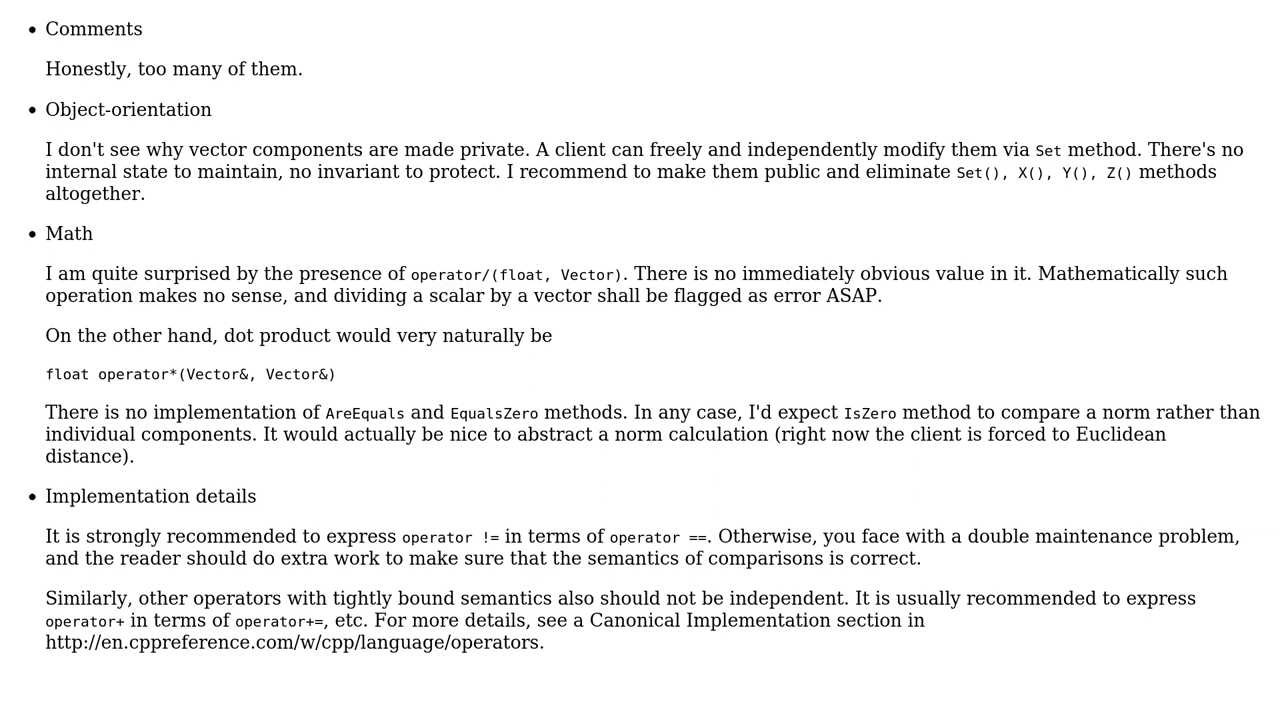 Comments
Honestly, too many of them.
Object-orientation
I don't see why vector components are made private. A client can freely and independently modify them via Set method. There's no
internal state to maintain, no invariant to protect. I recommend to make them public and eliminate Set(), X(), Y(), Z() methods
altogether.
Math
I am quite surprised by the presence of operator/(float, Vector). There is no immediately obvious value in it. Mathematically such
operation makes no sense, and dividing a scalar by a vector shall be flagged as error ASAP.
On the other hand, dot product would very naturally be
float operator*(Vector&, Vector&)
There is no implementation of AreEquals and EqualsZero methods. In any case, I'd expect IsZero method to compare a norm rather than
individual components. It would actually be nice to abstract a norm calculation (right now the client is forced to Euclidean
distance).
Implementation details
It is strongly recommended to express operator != in terms of operator ==. Otherwise, you face with a double maintenance problem,
and the reader should do extra work to make sure that the semantics of comparisons is correct.
Similarly, other operators with tightly bound semantics also should not be independent. It is usually recommended to express
operator+ in terms of operator+=, etc. For more details, see a Canonical Implementation section in
http://en.cppreference.com/w/cpp/language/operators.